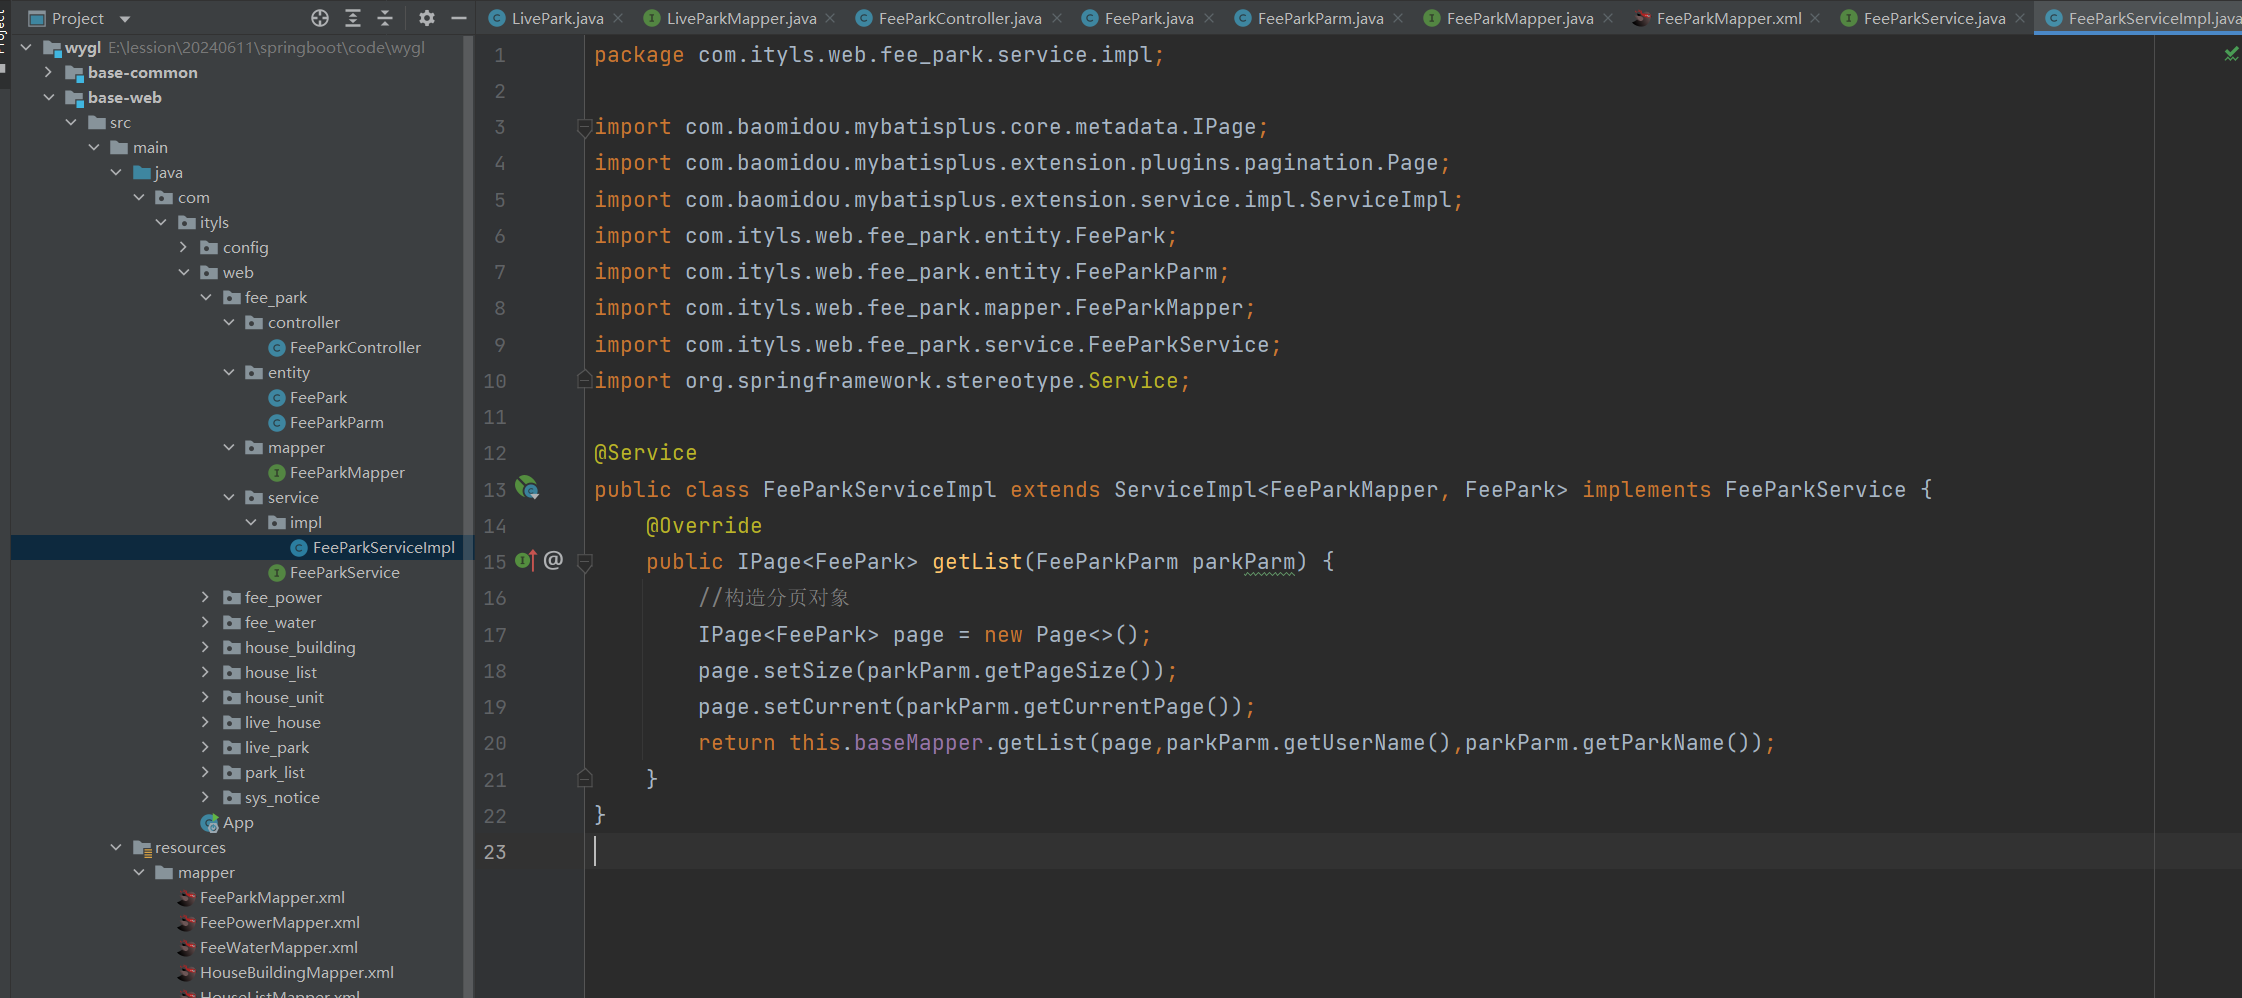 Project
LivePark.java
LiveParkMapper.java
FeeParkController.java
FeePark.java
FeeParkParm.java
FeeParkMapper.java
FeeParkMapper.xml
FeeParkService.java
FeeParkServiceImpl.java
Project
wygl E:\lession\20240611\springboot\code\wygl
base-common
base-web
src
main
java
com
ityls
config
web
fee_park
controller
FeeParkController
entity
FeePark
FeeParkParm
mapper
FeeParkMapper
service
impl
FeeParkServiceImpl
FeeParkService
fee_power
fee_water
house_building
house_list
house_unit
live_house
live_park
park_list
sys_notice
App
resources
mapper
FeeParkMapper.xml
FeePowerMapper.xml
FeeWaterMapper.xml
HouseBuildingMapper.xml
HouseListMapper.xml
1 package com.ityls.web.fee_park.service.impl;
2
3 import com.baomidou.mybatisplus.core.metadata.IPage;
4 import com.baomidou.mybatisplus.extension.plugins.pagination.Page;
5 import com.baomidou.mybatisplus.extension.service.impl.ServiceImpl;
6 import com.ityls.web.fee_park.entity.FeePark;
7 import com.ityls.web.fee_park.entity.FeeParkParm;
8 import com.ityls.web.fee_park.mapper.FeeParkMapper;
9 import com.ityls.web.fee_park.service.FeeParkService;
10 import org.springframework.stereotype.Service;
11
12 @Service
13 public class FeeParkServiceImpl extends ServiceImpl<FeeParkMapper, FeePark> implements FeeParkService {
14 @Override
15 public IPage<FeePark> getList(FeeParkParm parkParm) {
16 //构造分页对象
17 IPage<FeePark> page = new Page<>();
18 page.setSize(parkParm.getPageSize());
19 page.setCurrent(parkParm.getCurrentPage());
20 return this.baseMapper.getList(page,parkParm.getUserName(),parkParm.getParkName());
21 }
22 }
23